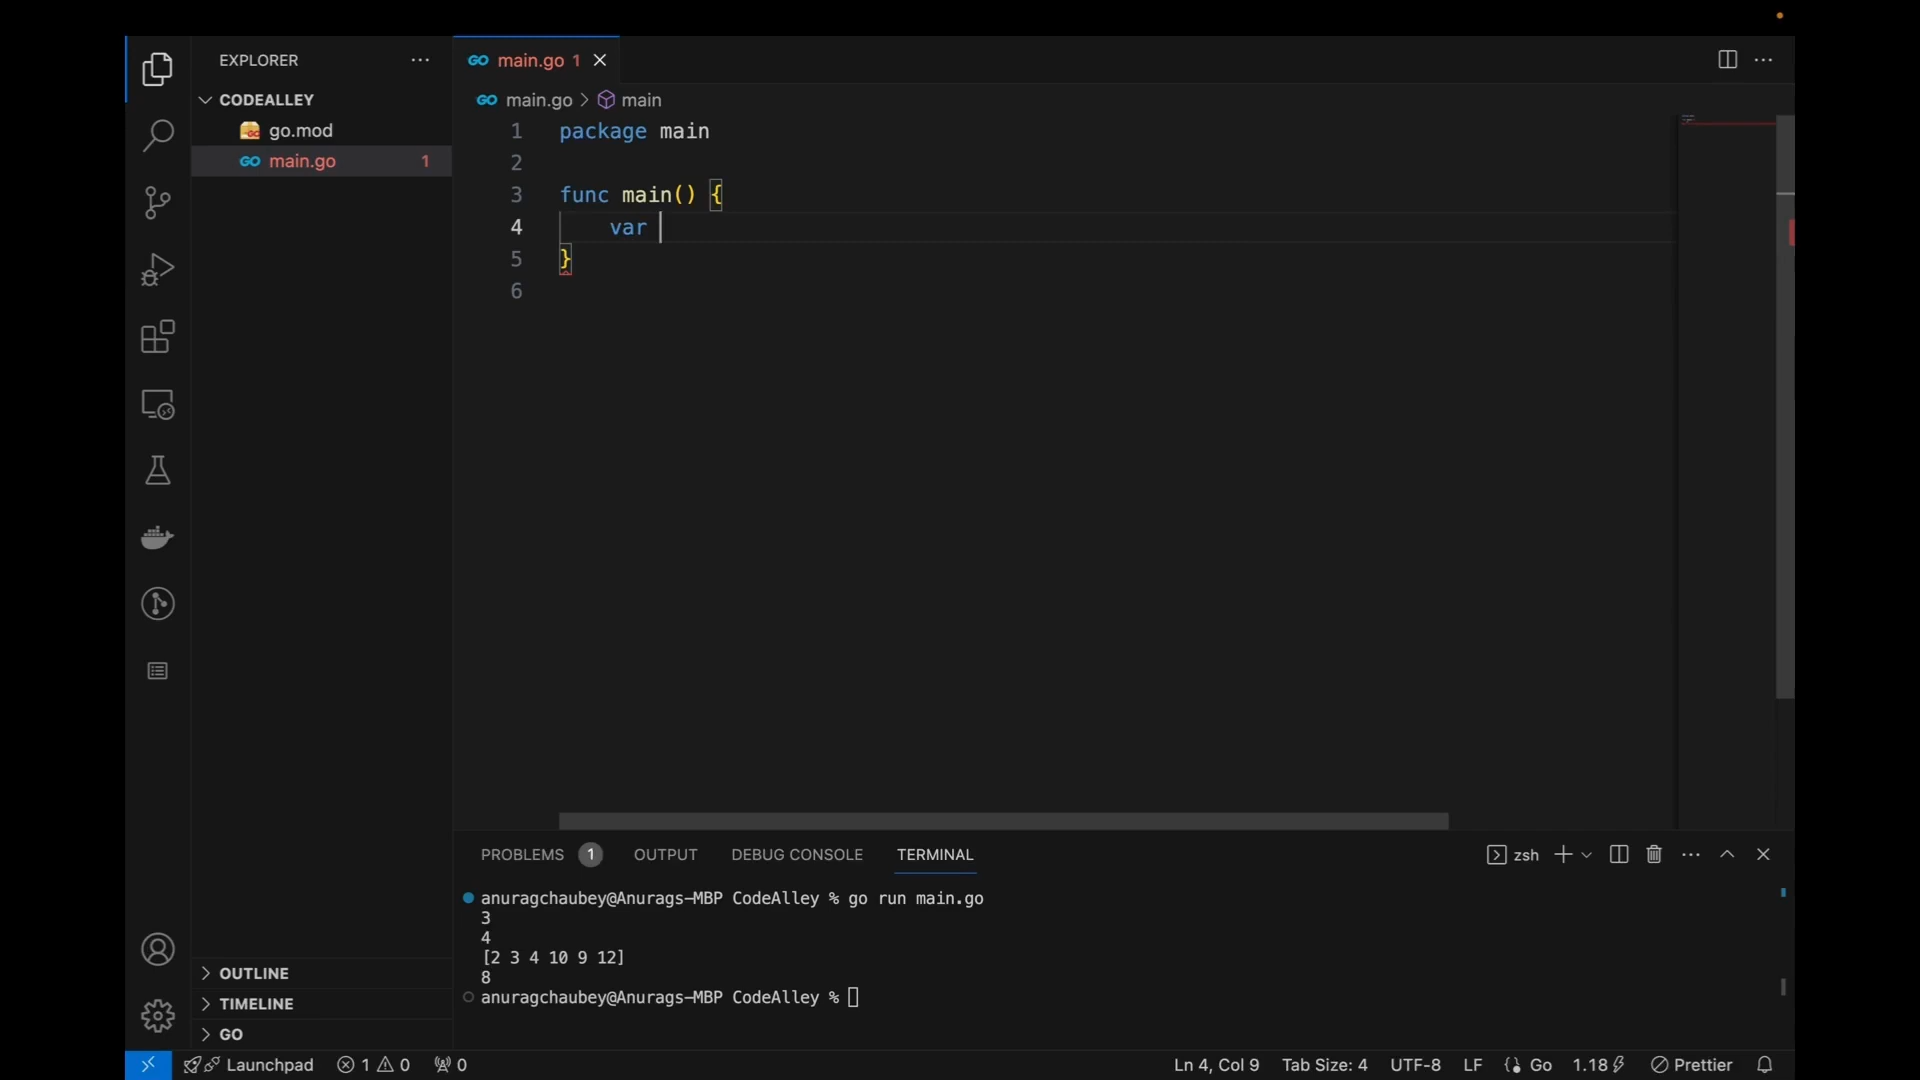 EXPLORER
CODEALLEY
go.mod
main.go 1
OUTLINE
TIMELINE
GO
GO main.go 1
GO main.go > main
1 package main
2
3 func main() {
4 var
5 }
6
PROBLEMS 1 OUTPUT DEBUG CONSOLE TERMINAL
zsh
anuragchaubey@Anurags-MBP CodeAlley % go run main.go
3
4
[2 3 4 10 9 12]
8
anuragchaubey@Anurags-MBP CodeAlley %
Launchpad 1 0 0 Ln 4, Col 9 Tab Size: 4 UTF-8 LF Go 1.18 Prettier